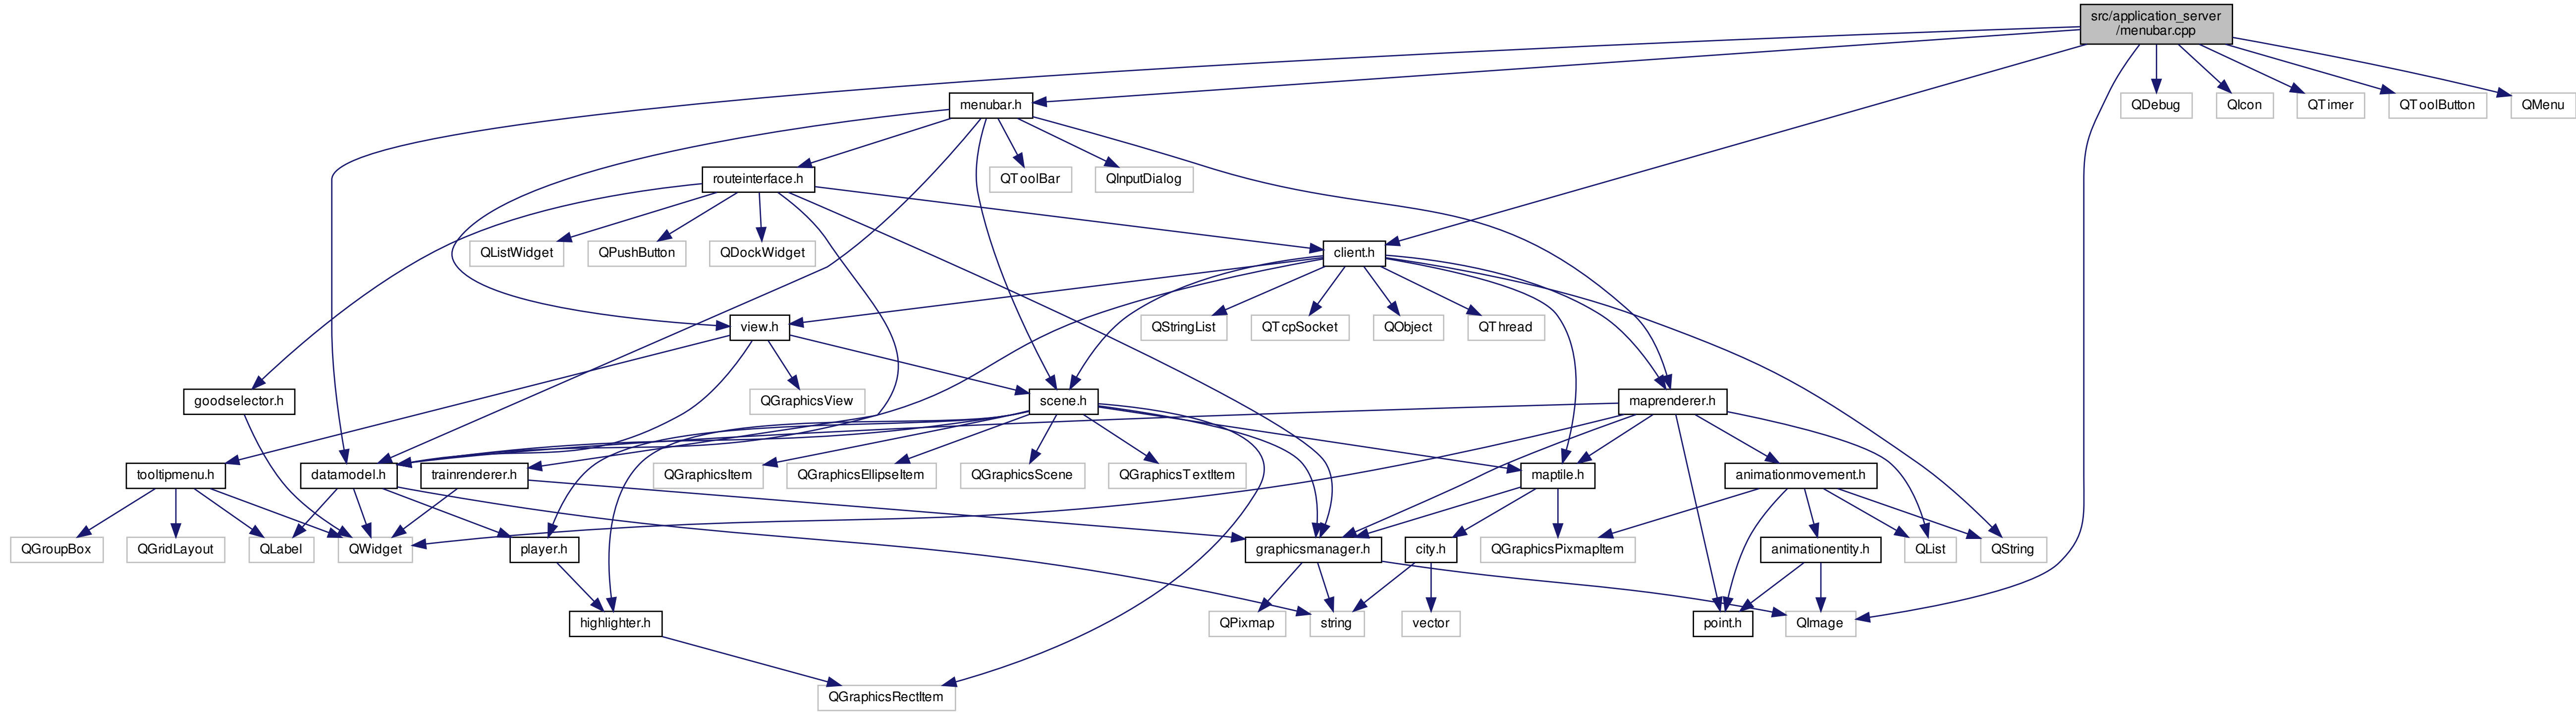 src/application_server
/menubar.cpp
menubar.h
QDebug
QIcon
QTimer
QToolButton
QMenu
routeinterface.h
QToolBar
QInputDialog
QListWidget
QPushButton
QDockWidget
client.h
view.h
QStringList
QTcpSocket
QObject
QThread
goodselector.h
QGraphicsView
scene.h
maprenderer.h
tooltipmenu.h
datamodel.h
trainrenderer.h
QGraphicsItem
QGraphicsEllipseItem
QGraphicsScene
QGraphicsTextItem
maptile.h
animationmovement.h
QGroupBox
QGridLayout
QLabel
QWidget
player.h
graphicsmanager.h
city.h
QGraphicsPixmapItem
animationentity.h
QList
QString
highlighter.h
QPixmap
string
vector
point.h
QImage
QGraphicsRectItem